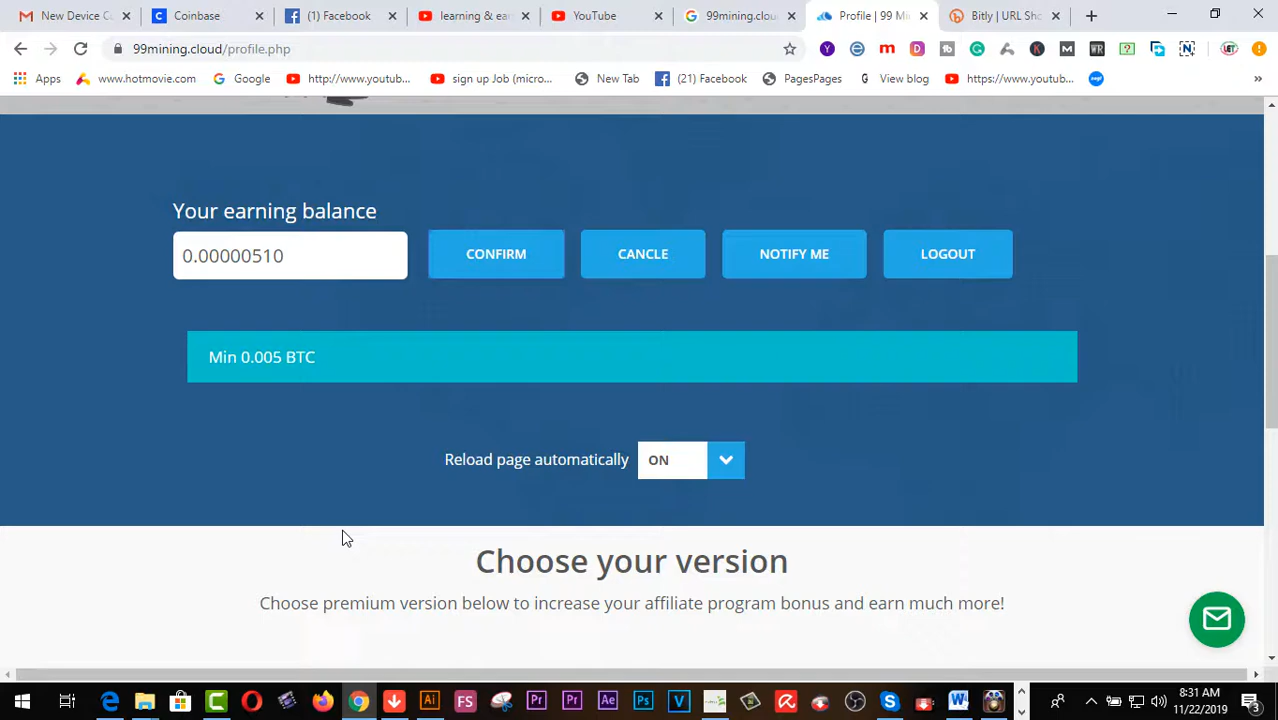 New Device C
Coinbase
(1) Facebook
learning & ea
YouTube
99mining.clou
Profile | 99 Mi
Bitly | URL Sh
99mining.cloud/profile.php
Apps
www.hotmovie.com
Google
http://www.youtub...
sign up Job (micro...
New Tab
(21) Facebook
PagesPages
View blog
https://www.youtub...
Your earning balance
0.00000510
CONFIRM
CANCLE
NOTIFY ME
LOGOUT
Min 0.005 BTC
Reload page automatically
ON
Choose your version
Choose premium version below to increase your affiliate program bonus and earn much more!
8:31 AM
11/22/2019